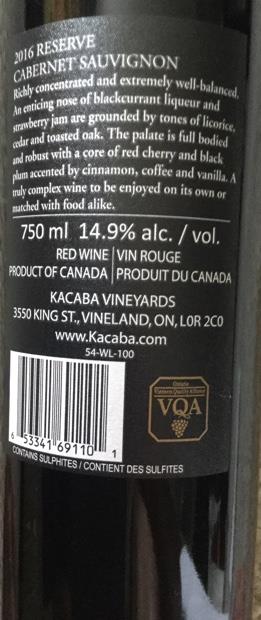 2016 RESERVE
CABERNET SAUVIGNON
Richly concentrated and extremely well-balanced.
An enticing nose of blackcurrant liqueur and
strawberry jam are grounded by tones of licorice,
cedar and toasted oak. The palate is full bodied
and robust with a core of red cherry and black
plum accented by cinnamon, coffee and vanilla. A
truly complex wine to be enjoyed on its own or
matched with food alike.
750 ml 14.9% alc. / vol.
RED WINE | VIN ROUGE
PRODUCT OF CANADA | PRODUIT DU CANADA
KACABA VINEYARDS
3550 KING ST., VINELAND, ON, L0R 2C0
www.Kacaba.com
54-WL-100
Ontario
Vintners Quality Alliance
VQA
6 53341 69110 1
CONTAINS SULPHITES / CONTIENT DES SULFITES